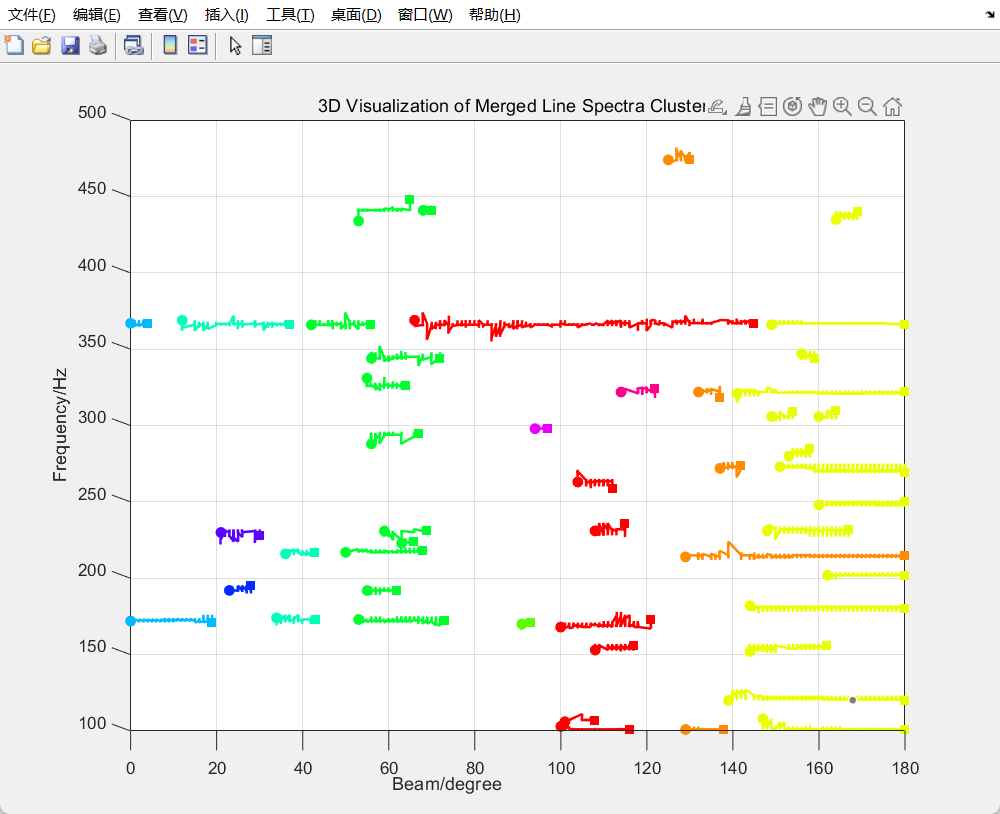 文件(F) 编辑(E) 查看(V) 插入(I) 工具(T) 桌面(D) 窗口(W) 帮助(H)
3D Visualization of Merged Line Spectra Cluster
500
450
400
350
300
250
200
150
100
Frequency/Hz
0 20 40 60 80 100 120 140 160 180
Beam/degree